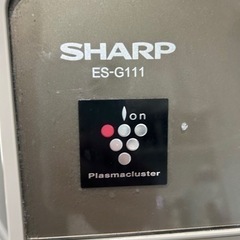 SHARP
ES-G111
Ion
Plasmacluster